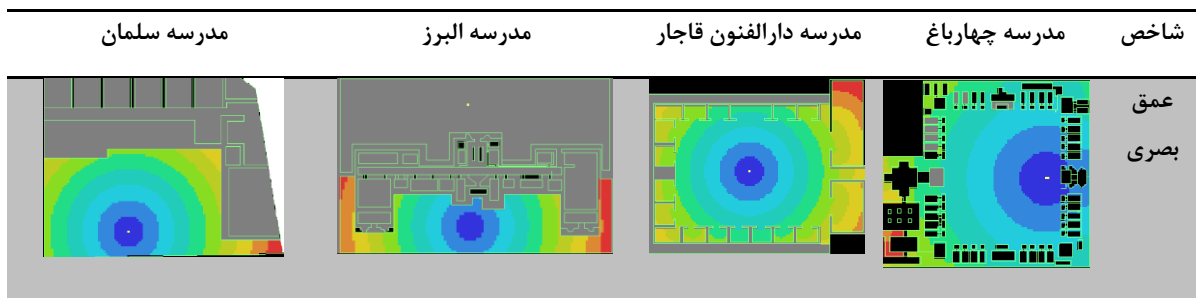 شاخص مدرسه چهارباغ مدرسه دارالفنون قاجار مدرسه البرز مدرسه سلمان
عمق
بصری